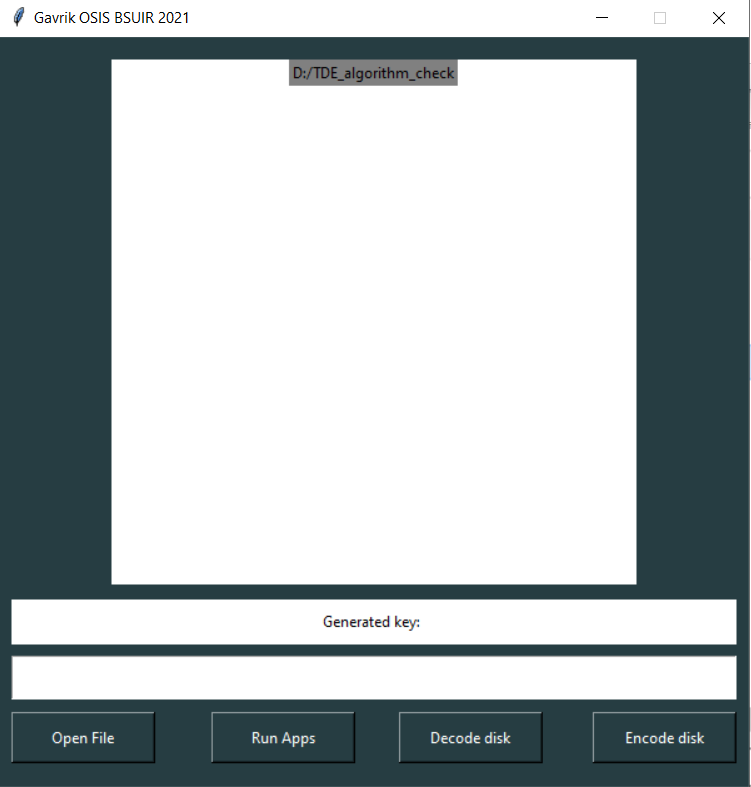 Gavrik OSIS BSUIR 2021
D:/TDE_algorithm_check
Generated key:
Open File
Run Apps
Decode disk
Encode disk